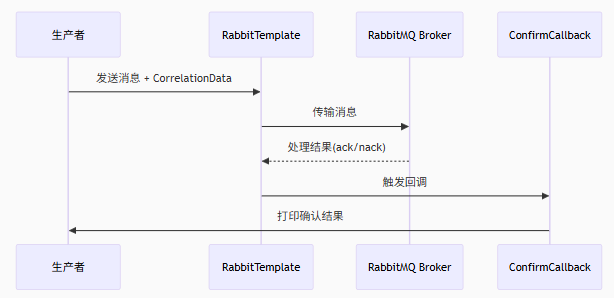 生产者
RabbitTemplate
RabbitMQ Broker
ConfirmCallback
发送消息 + CorrelationData
传输消息
处理结果(ack/nack)
触发回调
打印确认结果
生产者
RabbitTemplate
RabbitMQ Broker
ConfirmCallback